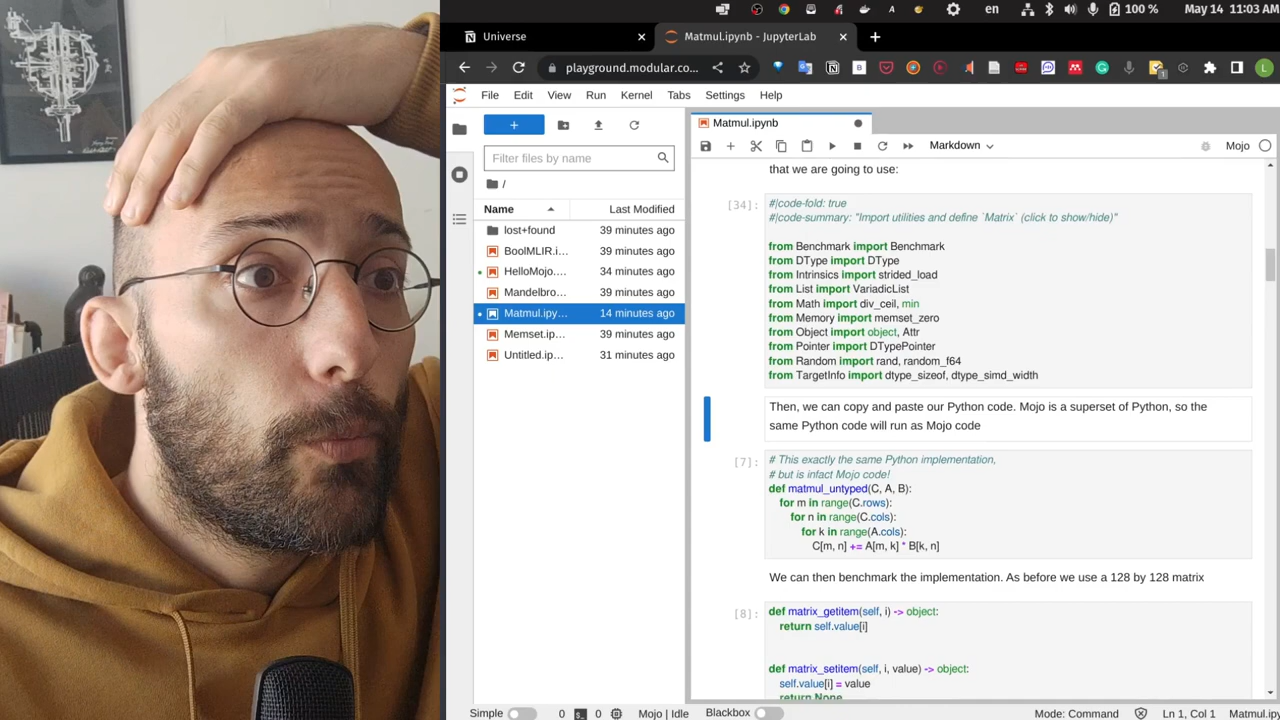 en
100 %
May 14 11:03 AM
Universe
Matmul.ipynb - JupyterLab
playground.modular.co...
1
L
File Edit View Run Kernel Tabs Settings Help
Matmul.ipynb
Markdown
Mojo
Filter files by name
/
Name Last Modified
lost+found 39 minutes ago
BoolMLIR.i... 39 minutes ago
HelloMojo.... 34 minutes ago
Mandelbro... 39 minutes ago
Matmul.ipy... 14 minutes ago
Memset.ip... 39 minutes ago
Untitled.ip... 31 minutes ago
that we are going to use:
[34]:
#|code-fold: true
#|code-summary: "Import utilities and define `Matrix` (click to show/hide)"
from Benchmark import Benchmark
from DType import DType
from Intrinsics import strided_load
from List import VariadicList
from Math import div_ceil, min
from Memory import memset_zero
from Object import object, Attr
from Pointer import DTypePointer
from Random import rand, random_f64
from TargetInfo import dtype_sizeof, dtype_simd_width
Then, we can copy and paste our Python code. Mojo is a superset of Python, so the
same Python code will run as Mojo code
[7]:
# This exactly the same Python implementation,
# but is infact Mojo code!
def matmul_untyped(C, A, B):
for m in range(C.rows):
for n in range(C.cols):
for k in range(A.cols):
C[m, n] += A[m, k] * B[k, n]
We can then benchmark the implementation. As before we use a 128 by 128 matrix
[8]:
def matrix_getitem(self, i) -> object:
return self.value[i]
def matrix_setitem(self, i, value) -> object:
self.value[i] = value
return None
Simple 0 0 Mojo | Idle Blackbox Mode: Command Ln 1, Col 1 Matmul.ipy